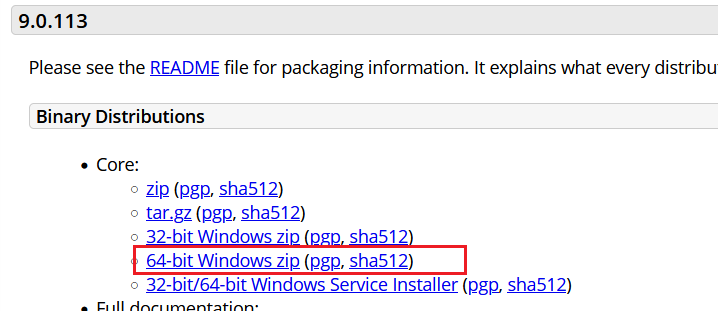 9.0.113
Please see the README file for packaging information. It explains what every distribu
Binary Distributions
• Core:
○ zip (pgp, sha512)
○ tar.gz (pgp, sha512)
○ 32-bit Windows zip (pgp, sha512)
○ 64-bit Windows zip (pgp, sha512)
○ 32-bit/64-bit Windows Service Installer (pgp, sha512)
• Full documentation: